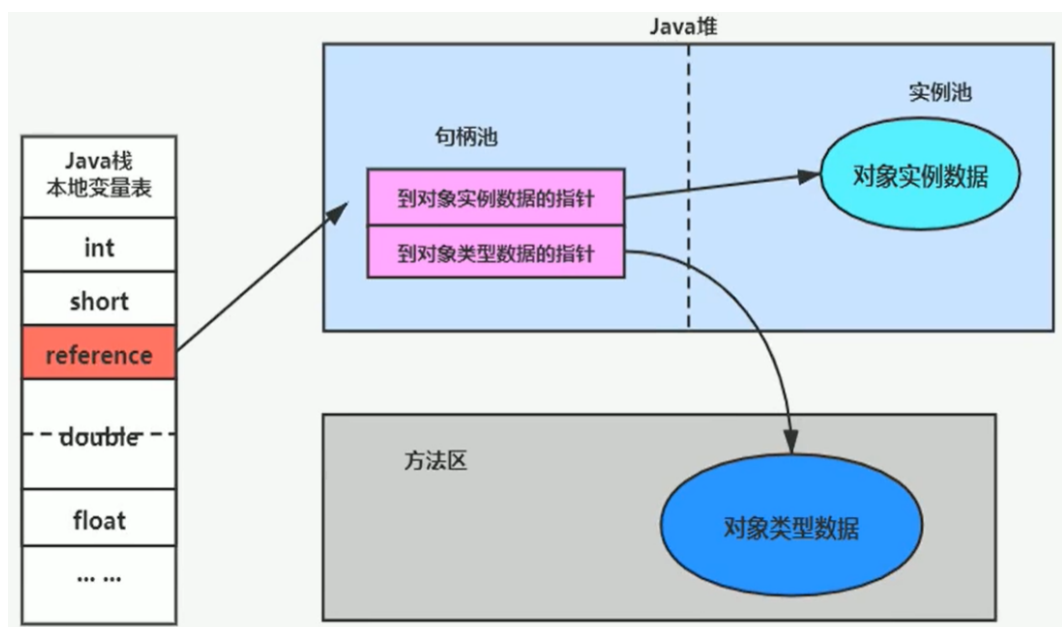 Java堆
实例池
句柄池
对象实例数据
到对象实例数据的指针
到对象类型数据的指针
Java栈
本地变量表
int
short
reference
double
float
... ...
方法区
对象类型数据